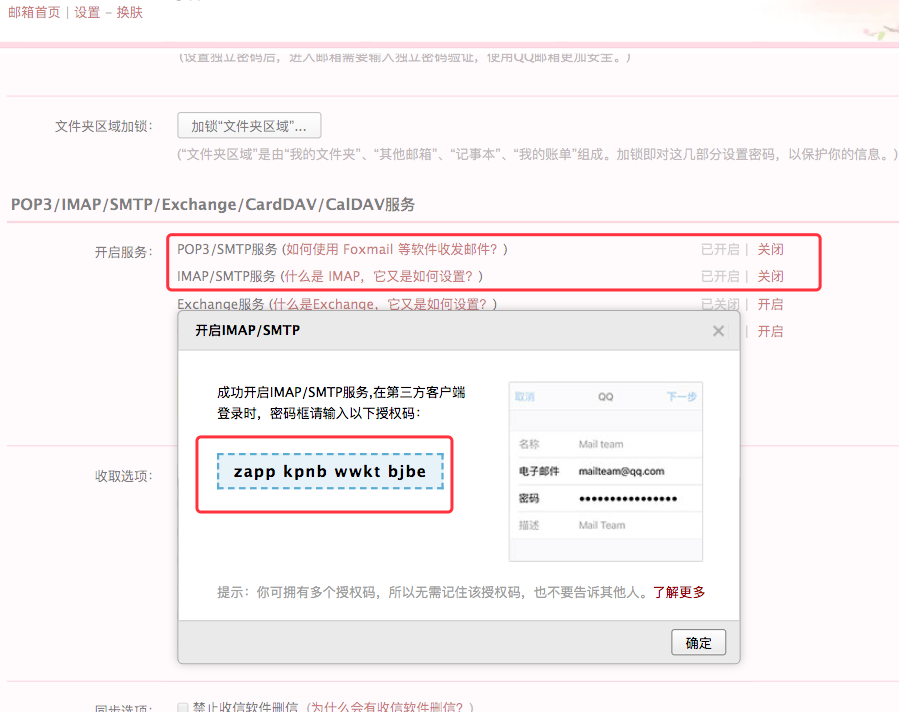 邮箱首页 | 设置 - 换肤
(设置独立密码后，进入邮箱需要输入独立密码验证，使用QQ邮箱更加安全。)
文件夹区域加锁： 加锁“文件夹区域”...
(“文件夹区域”是由“我的文件夹”、“其他邮箱”、“记事本”、“我的账单”组成。加锁即对这几部分设置密码，以保护你的信息。)
POP3/IMAP/SMTP/Exchange/CardDAV/CalDAV服务
开启服务： POP3/SMTP服务 (如何使用 Foxmail 等软件收发邮件？) 已开启 | 关闭
IMAP/SMTP服务 (什么是 IMAP，它又是如何设置？) 已开启 | 关闭
Exchange服务 (什么是Exchange，它又是如何设置？) 已关闭 | 开启
| 开启
开启IMAP/SMTP
成功开启IMAP/SMTP服务,在第三方客户端
登录时，密码框请输入以下授权码：
zapp kpnb wwkt bjbe
取消 QQ 下一步
名称 Mail team
电子邮件 mailteam@qq.com
密码 ●●●●●●●●●●●●●●●●
描述 Mail Team
提示：你可拥有多个授权码，所以无需记住该授权码，也不要告诉其他人。了解更多
确定
收取选项：
同步选项： 禁止收信软件删信 (为什么会有收信软件删信？)